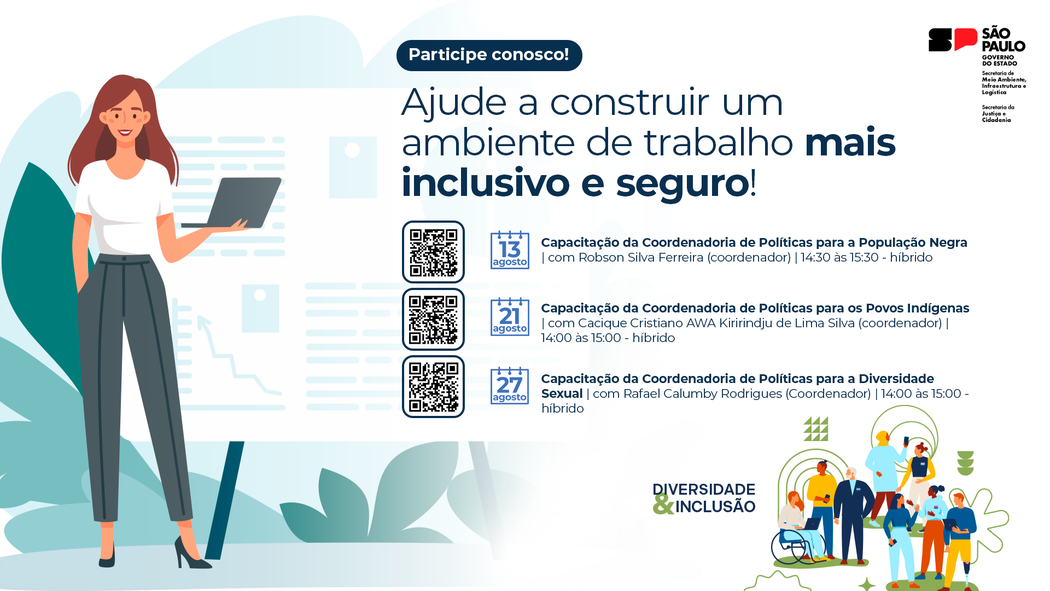 Participe conosco!
Ajude a construir um
ambiente de trabalho mais
inclusivo e seguro!
13
agosto
Capacitação da Coordenadoria de Políticas para a População Negra
| com Robson Silva Ferreira (coordenador) | 14:30 às 15:30 - híbrido
21
agosto
Capacitação da Coordenadoria de Políticas para os Povos Indígenas
| com Cacique Cristiano AWA Kiririndju de Lima Silva (coordenador) |
14:00 às 15:00 - híbrido
27
agosto
Capacitação da Coordenadoria de Políticas para a Diversidade
Sexual | com Rafael Calumby Rodrigues (Coordenador) | 14:00 às 15:00 -
híbrido
DIVERSIDADE
& INCLUSÃO
SP
SÃO
PAULO
GOVERNO
DO ESTADO
Secretaria de
Meio Ambiente,
Infraestrutura e
Logística
Secretaria da
Justiça e
Cidadania